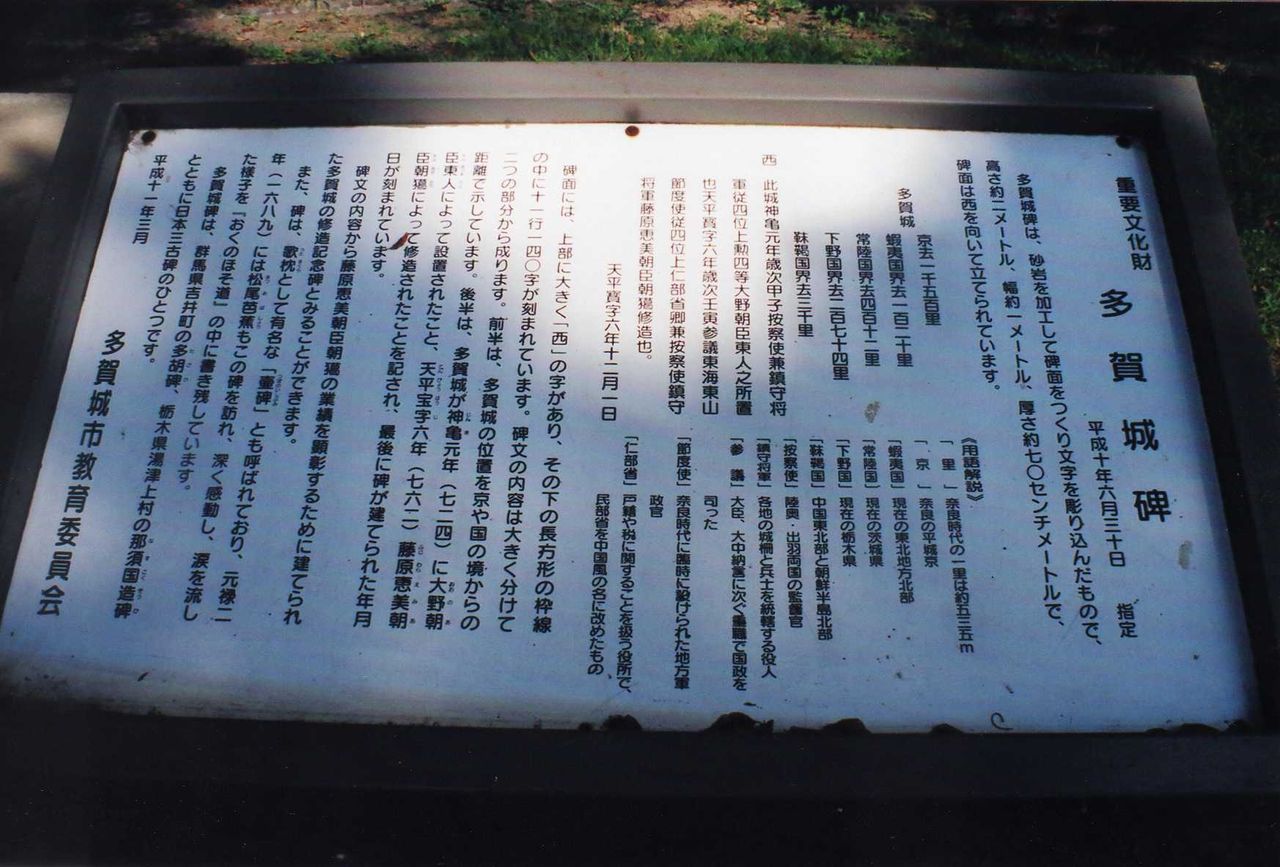 重要文化財　多賀城碑
平成十年六月三十日　指定
多賀城碑は、砂岩を加工して碑面をつくり文字を彫り込んだもので、
高さ約二メートル、幅約一メートル、厚さ約七〇センチメートルで、
碑面は西を向いて立てられています。
多賀城
京去一千五百里
蝦夷国界去一百二十里
常陸国界去四百十二里
下野国界去二百七十四里
靺鞨国界去三千里
西　此城神亀元年歳次甲子按察使兼鎮守将
軍従四位上勲四等大野朝臣東人之所置
也天平寳字六年歳次壬寅参議東海東山
節度使従四位上仁部省卿兼按察使鎮守
将軍藤原恵美朝臣朝獦修造也。
天平寳字六年十二月一日
《用語解説》
「里」　奈良時代の一里は約五三五ｍ
「京」　奈良の平城京
「蝦夷国」　現在の東北地方北部
「常陸国」　現在の茨城県
「下野国」　現在の栃木県
「靺鞨国」　中国東北部と朝鮮半島北部
「按察使」　陸奥・出羽両国の監督官
「鎮守将軍」　各地の城柵と兵士を統轄する役人
「参議」　大臣、大中納言に次ぐ重職で国政を
司った
「節度使」　奈良時代に臨時に設けられた地方軍
政官
「仁部省」　戸籍や税に関することを扱う役所で、
民部省を中国風の名に改めたもの
碑面には、上部に大きく「西」の字があり、その下の長方形の枠線
の中に十一行一四〇字が刻まれています。碑文の内容は大きく分けて
二つの部分から成ります。前半は、多賀城の位置を京や国の境からの
距離で示しています。後半は、多賀城が神亀元年（七二四）に大野朝
臣東人によって設置されたこと、天平宝字六年（七六二）藤原恵美朝
臣朝獦によって修造されたことを記され、最後に碑が建てられた年月
日が刻まれています。
碑文の内容から藤原恵美朝臣朝獦の業績を顕彰するために建てられ
た多賀城の修造記念碑とみることができます。
また、碑は、歌枕として有名な「壷碑」とも呼ばれており、元禄二
年（一六八九）には松尾芭蕉もこの碑を訪れ、深く感動し、涙を流し
た様子を『おくのほそ道』の中に書き残しています。
多賀城碑は、群馬県吉井町の多胡碑、栃木県湯津上村の那須国造碑
とともに日本三古碑のひとつです。
平成十一年三月
多賀城市教育委員会